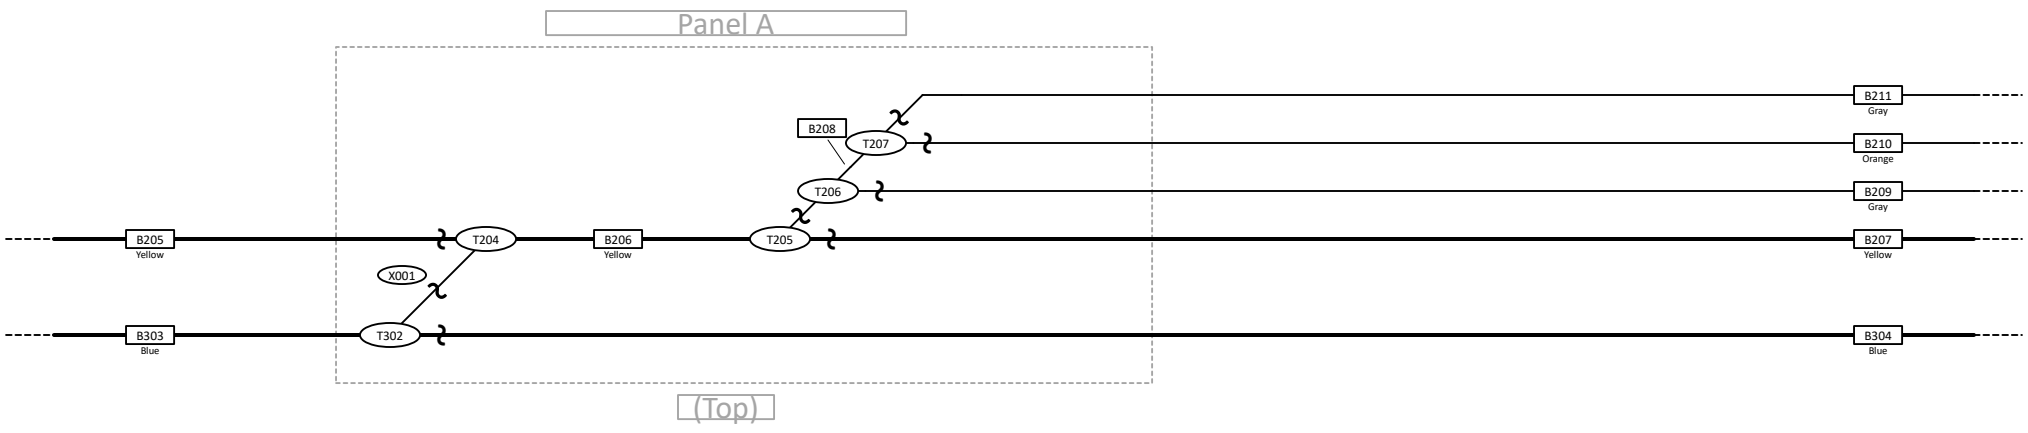 Panel A
B211
Gray
B208
T207
B210
Orange
T206
B209
Gray
B205
Yellow
T204
B206
Yellow
T205
B207
Yellow
X001
B303
Blue
T302
B304
Blue
(Top)